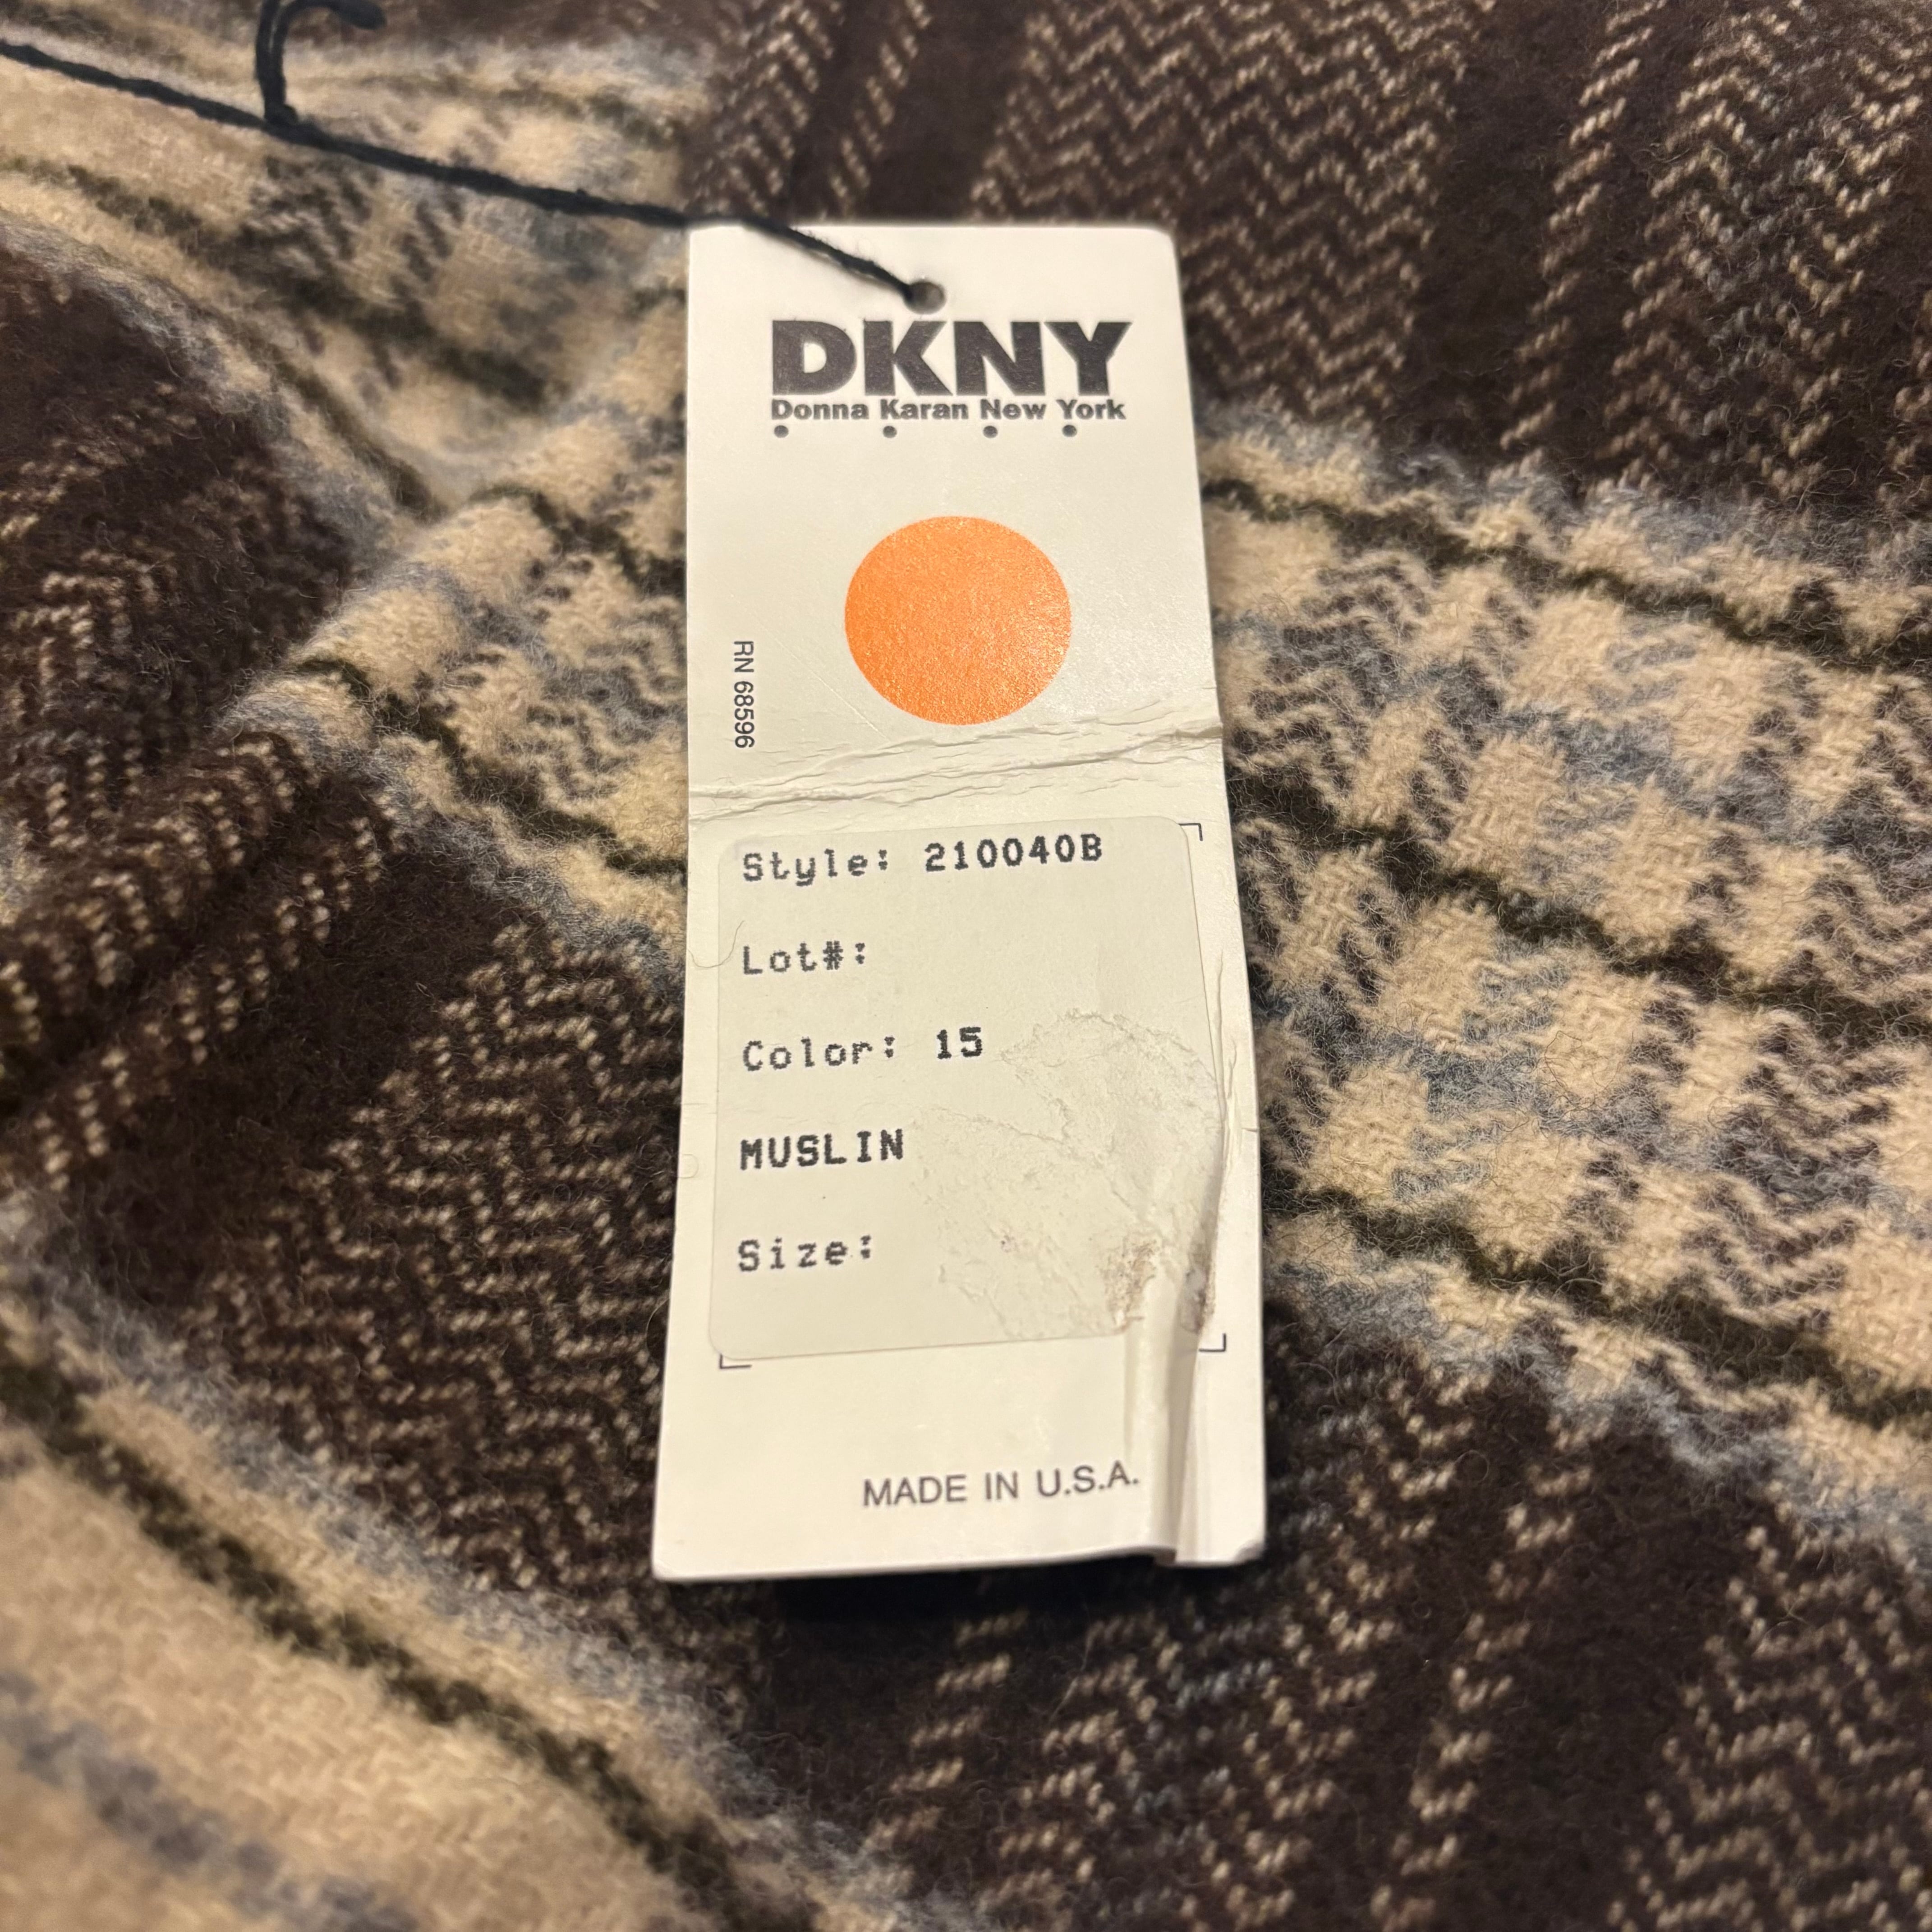 DKNY
Donna Karan New York
RN 68596
Style: 210040B
Lot#:
Color: 15
MUSLIN
Size:
MADE IN U.S.A.